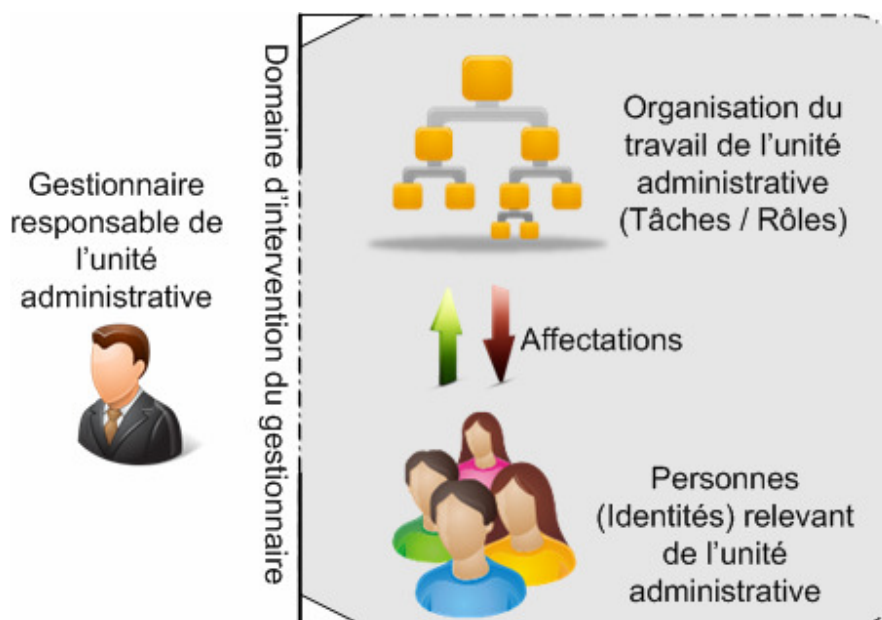 Gestionnaire
responsable de
l'unité
administrative
Domaine d'intervention du gestionnaire
Organisation du
travail de l'unité
administrative
(Tâches / Rôles)
Affectations
Personnes
(Identités) relevant
de l'unité
administrative